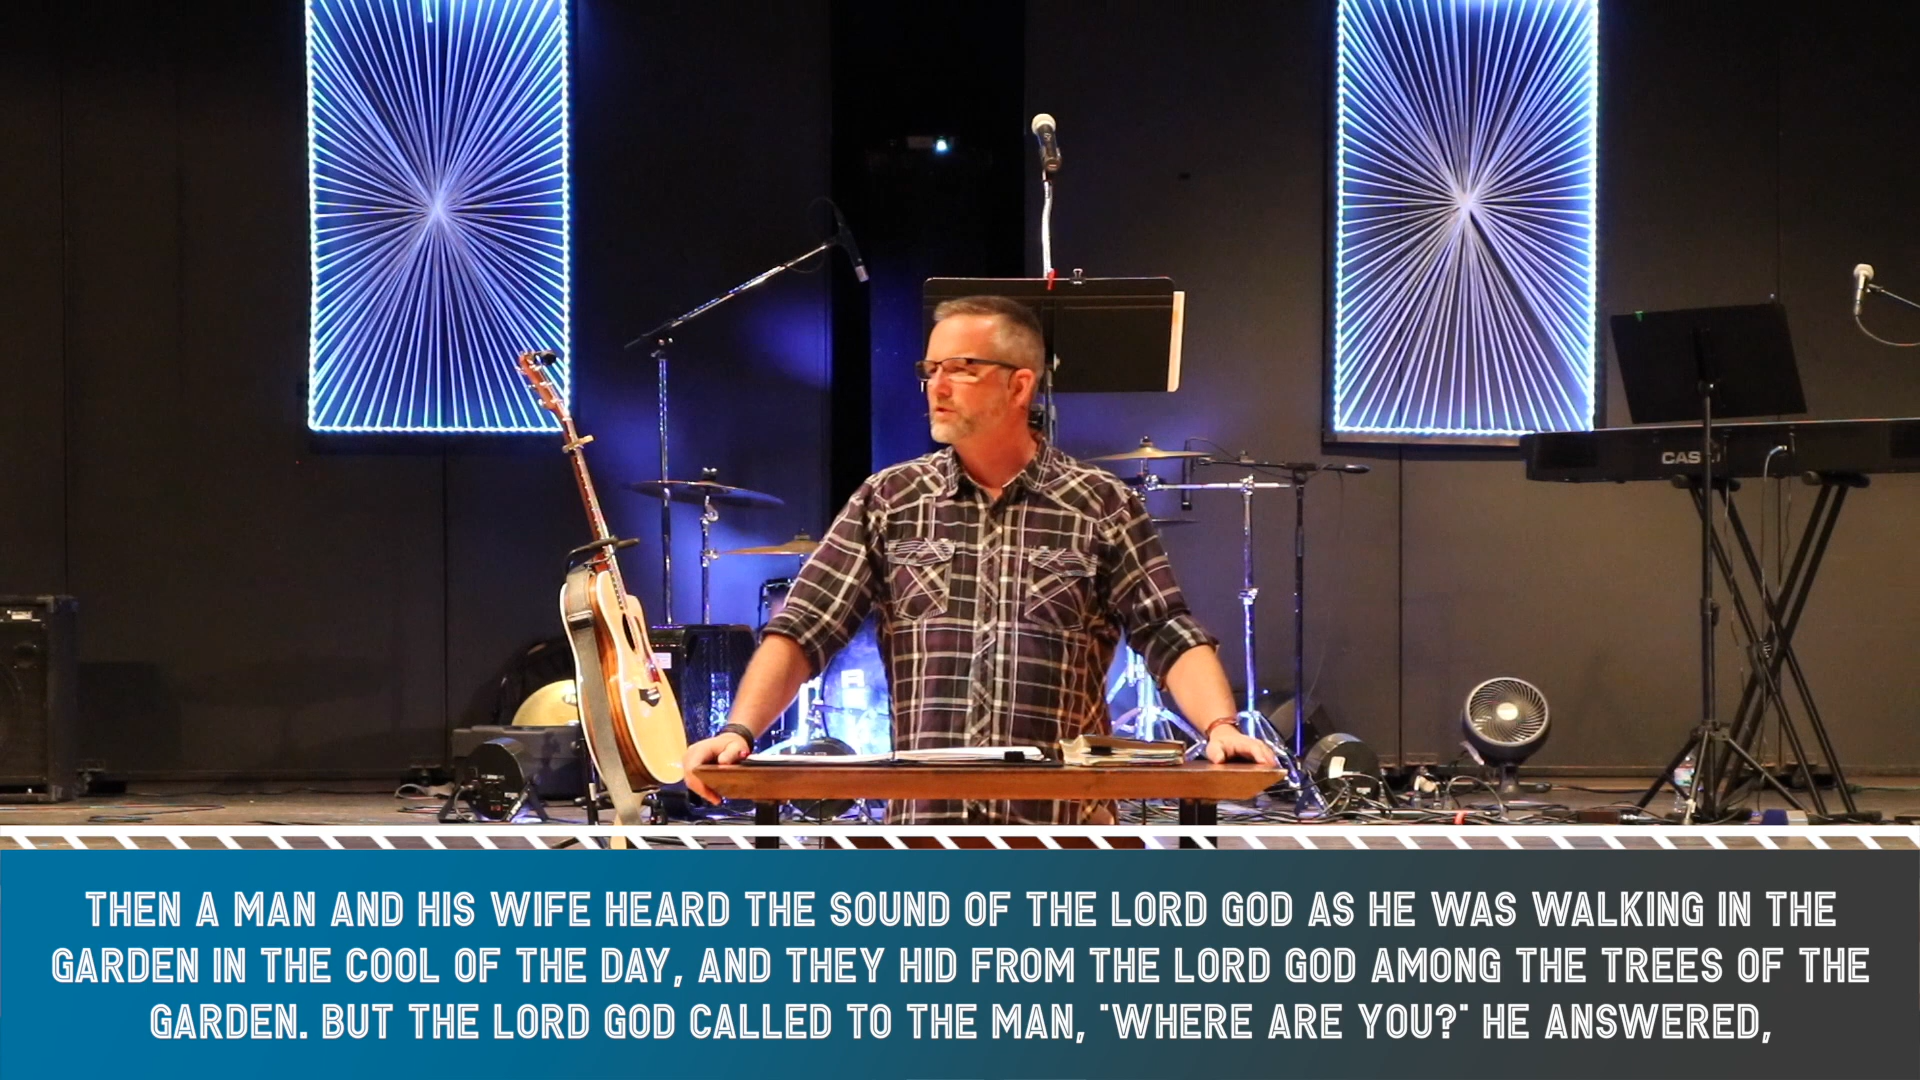 CAS
THEN A MAN AND HIS WIFE HEARD THE SOUND OF THE LORD GOD AS HE WAS WALKING IN THE
GARDEN IN THE COOL OF THE DAY, AND THEY HID FROM THE LORD GOD AMONG THE TREES OF THE
GARDEN. BUT THE LORD GOD CALLED TO THE MAN, "WHERE ARE YOU?" HE ANSWERED,